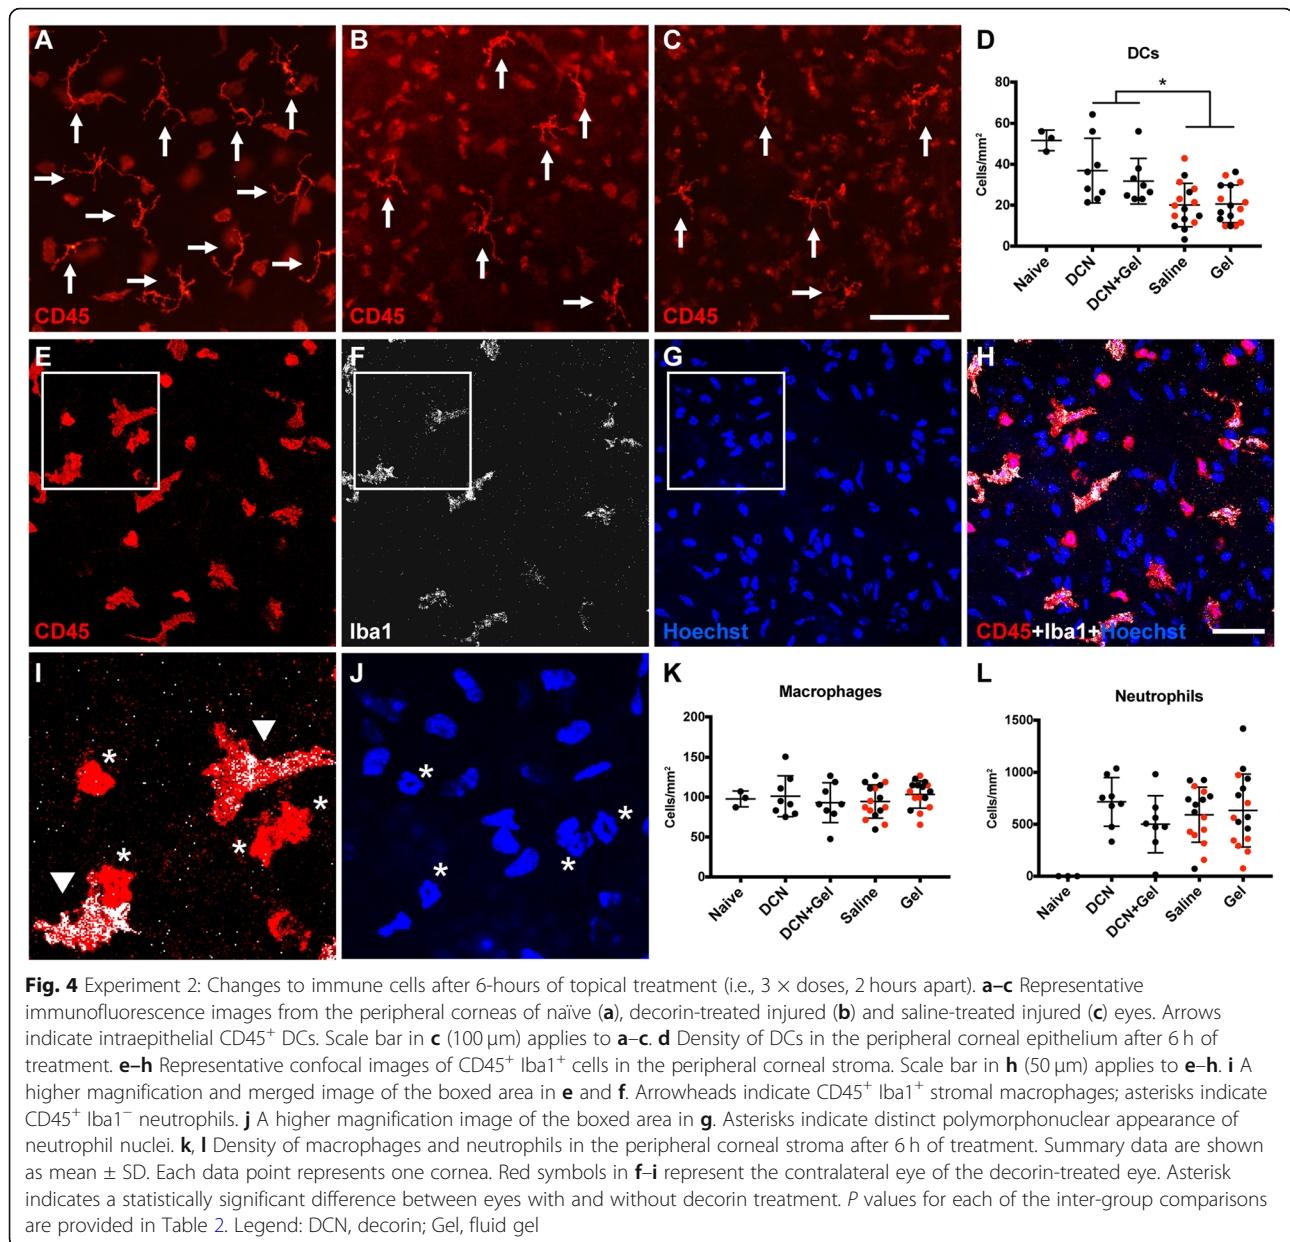 A
B
C
D
DCs
Cells/mm²
80
60
40
20
0
*
Naive
DCN
DCN+Gel
Saline
Gel
CD45
CD45
CD45
E
F
G
H
CD45
Iba1
Hoechst
CD45+Iba1+Hoechst
I
J
K
L
*
*
*
*
*
*
*
*
Macrophages
Cells/mm²
200
150
100
50
0
Naive
DCN
DCN+Gel
Saline
Gel
Neutrophils
Cells/mm²
1500
1000
500
0
Naive
DCN
DCN+Gel
Saline
Gel
Fig. 4 Experiment 2: Changes to immune cells after 6-hours of topical treatment (i.e., 3 × doses, 2 hours apart). a–c Representative
immunofluorescence images from the peripheral corneas of naïve (a), decorin-treated injured (b) and saline-treated injured (c) eyes. Arrows
indicate intraepithelial CD45⁺ DCs. Scale bar in c (100 μm) applies to a–c. d Density of DCs in the peripheral corneal epithelium after 6 h of
treatment. e–h Representative confocal images of CD45⁺ Iba1⁺ cells in the peripheral corneal stroma. Scale bar in h (50 μm) applies to e–h. i A
higher magnification and merged image of the boxed area in e and f. Arrowheads indicate CD45⁺ Iba1⁺ stromal macrophages; asterisks indicate
CD45⁺ Iba1⁻ neutrophils. j A higher magnification image of the boxed area in g. Asterisks indicate distinct polymorphonuclear appearance of
neutrophil nuclei. k, l Density of macrophages and neutrophils in the peripheral corneal stroma after 6 h of treatment. Summary data are shown
as mean ± SD. Each data point represents one cornea. Red symbols in f–i represent the contralateral eye of the decorin-treated eye. Asterisk
indicates a statistically significant difference between eyes with and without decorin treatment. P values for each of the inter-group comparisons
are provided in Table 2. Legend: DCN, decorin; Gel, fluid gel